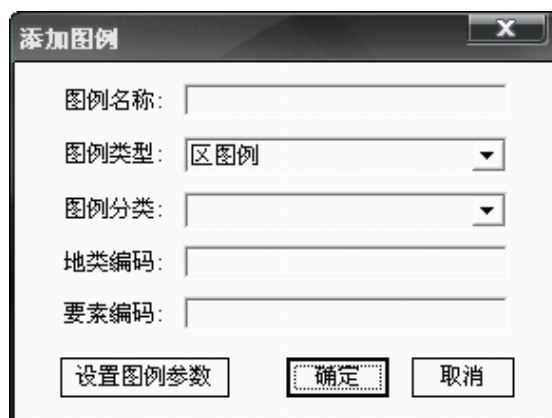 添加图例
图例名称:
图例类型: 区图例
图例分类:
地类编码:
要素编码:
设置图例参数 确定 取消